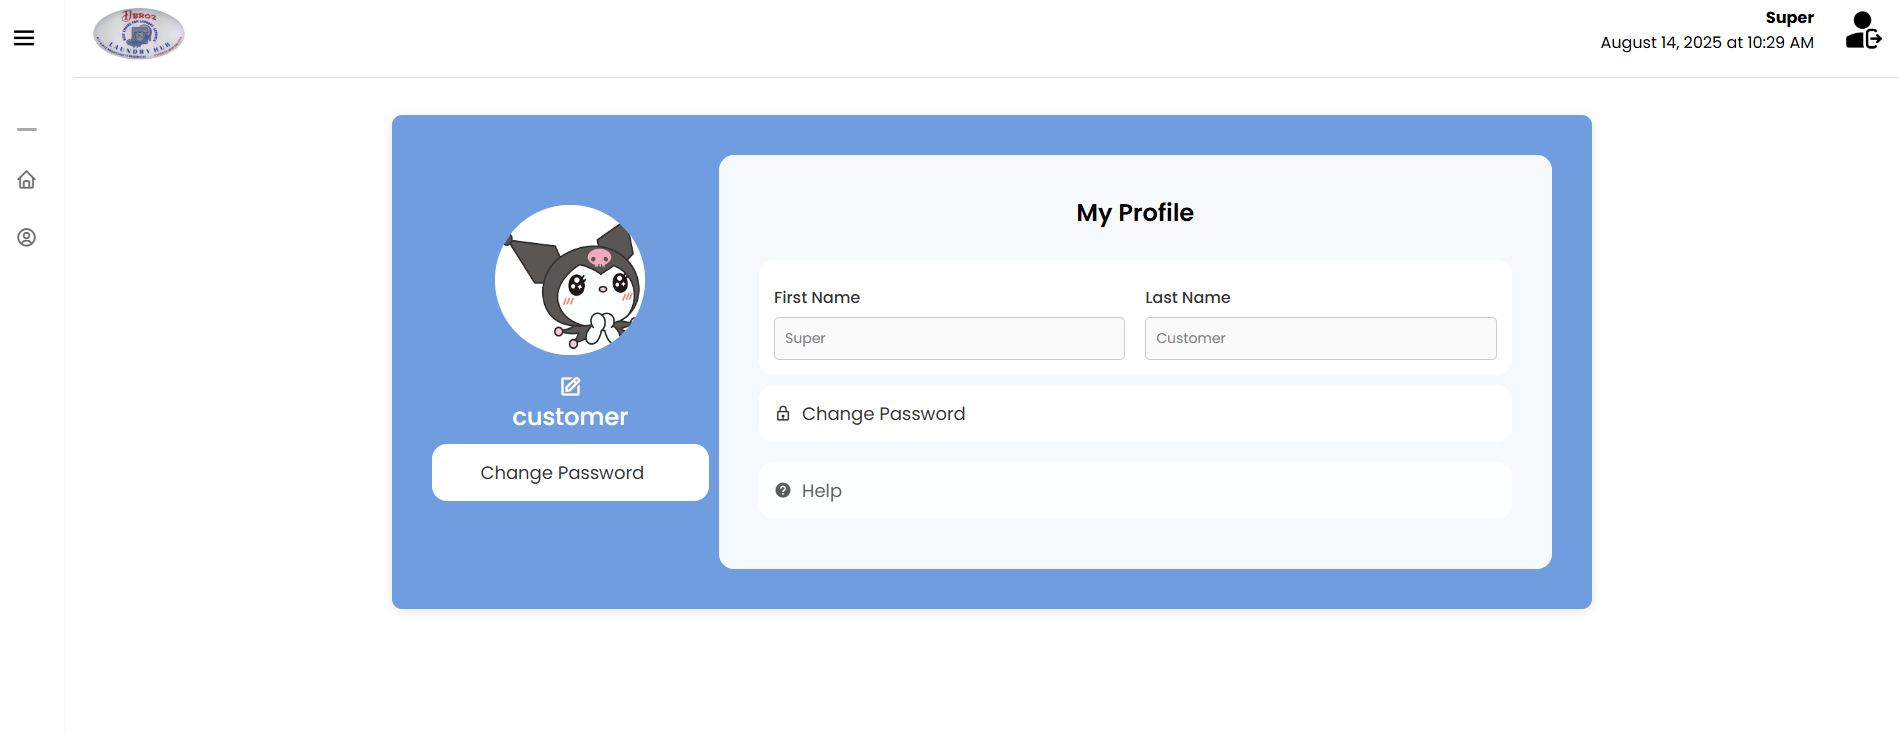 BROZ
LAUNDRY HUB
Super
August 14, 2025 at 10:29 AM
customer
Change Password
My Profile
First Name
Last Name
Super
Customer
Change Password
Help